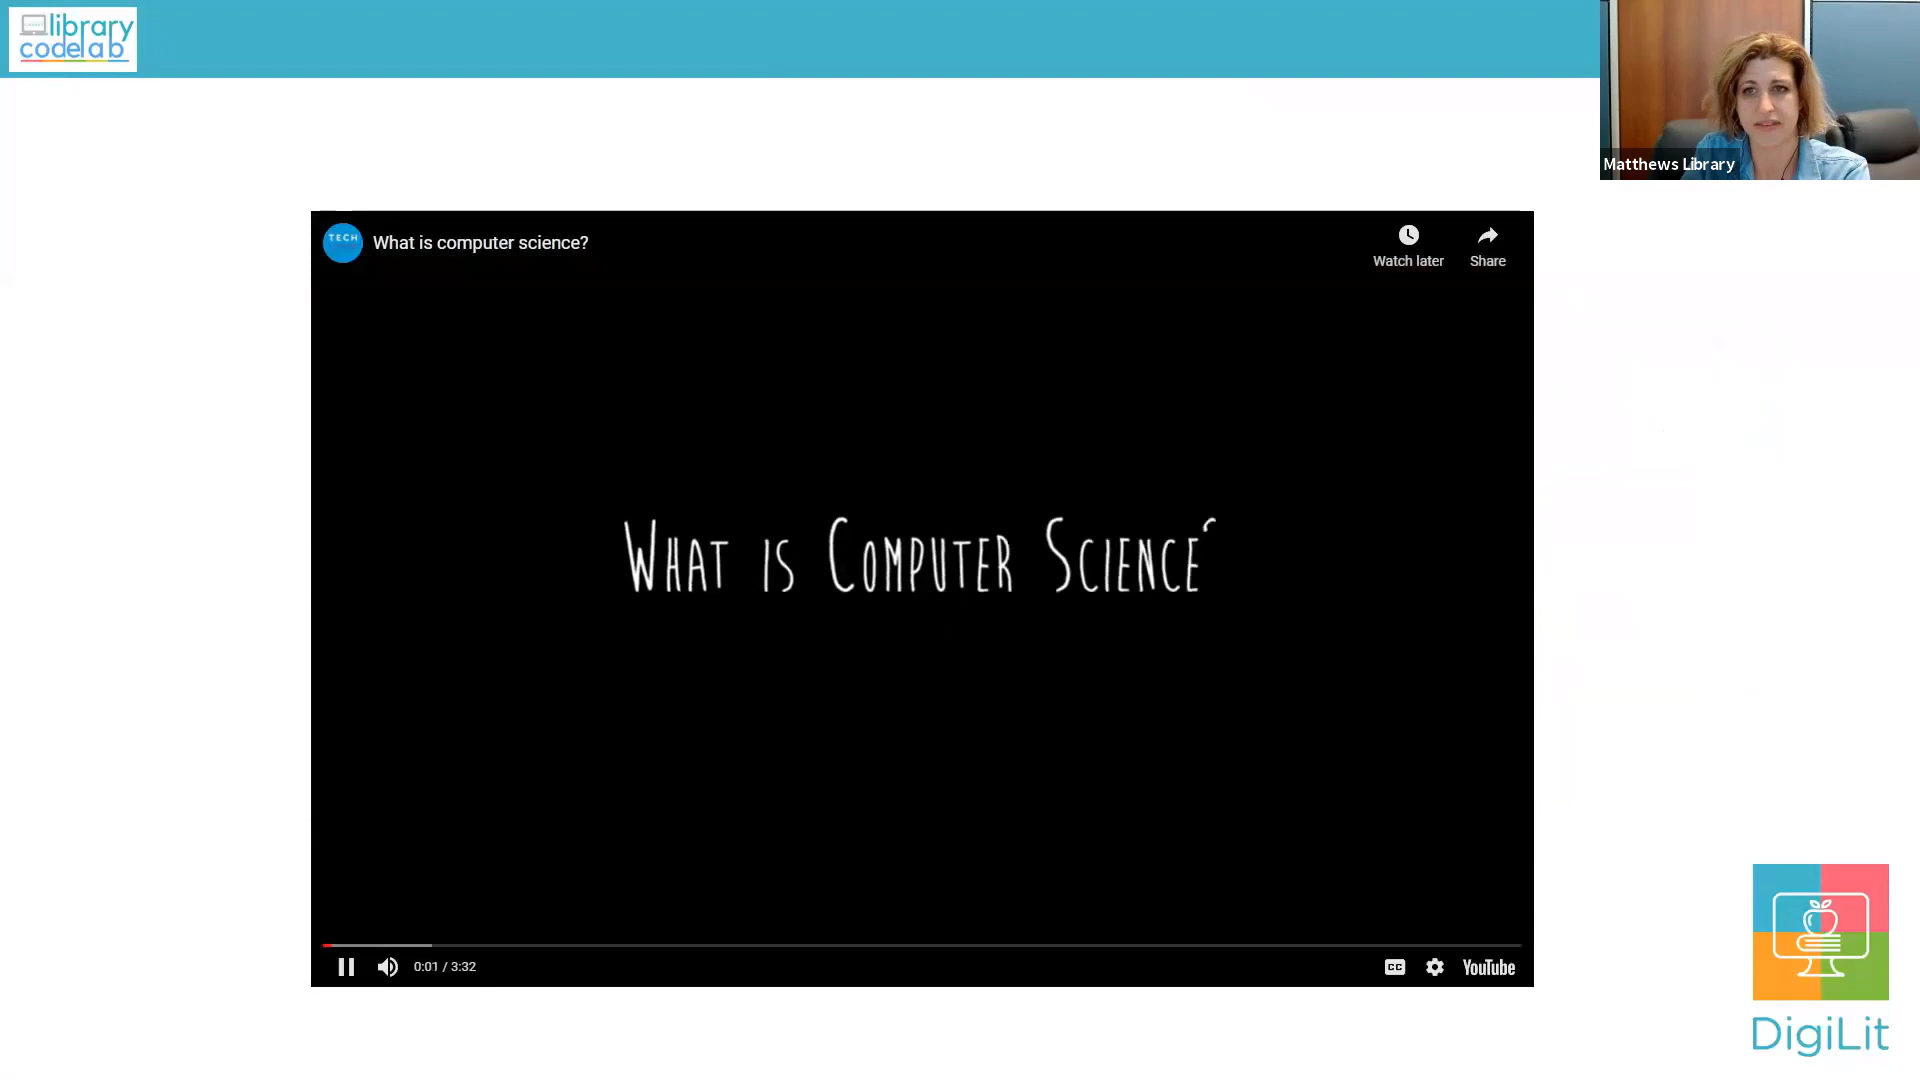 library
codelab
Matthews Library
TECH
What is computer science?
Watch later
Share
What is Computer Science
0:01 / 3:32
CC
YouTube
DigiLit